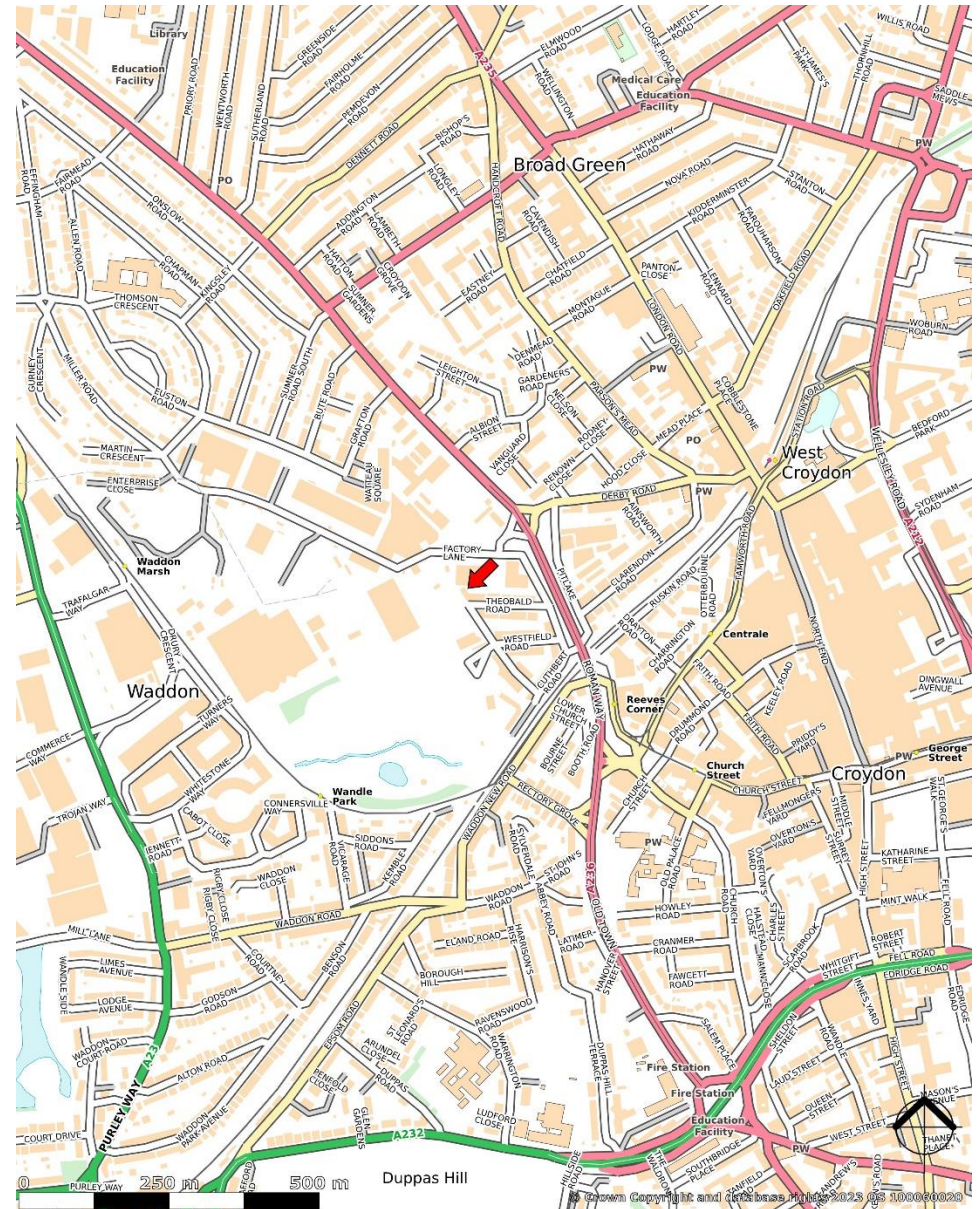 Library
Education
Facility
PRIORY ROAD
WENTWORTH
ROAD
SUTHERLAND
ROAD
GREENSIDE
ROAD
FAIRHOLME
ROAD
PEMDEVON
ROAD
DENNETT ROAD
A235
ELMWOOD
ROAD
WELLINGTON
ROAD
LODGE ROAD
HARTLEY
ROAD
Medical Care
Education
Facility
ST JAMES'S
PARK
WILLIS ROAD
THORNHILL
ROAD
SADDLE
MEWS
PW
BISHOP'S
ROAD
LONGLEY
ROAD
Broad Green
HATHAWAY
ROAD
NOVA ROAD
STANTON
ROAD
KIDDERMINSTER
ROAD
FARQUHARSON
ROAD
EFFINGHAM
ROAD
FAIRMEAD
ROAD
ALLEN ROAD
ONSLOW
ROAD
PO
CHAPMAN
ROAD
KINGSLEY
ROAD
ADDINGTON
ROAD
LAMBETH
ROAD
HATTON
ROAD
SUMNER
GARDENS
CROYDON
GROVE
HANDCROFT ROAD
CAVENDISH
ROAD
CHATFIELD
ROAD
EASTNEY
ROAD
MONTAGUE
ROAD
PANTON
CLOSE
LENNARD
ROAD
LONDON ROAD
OAKFIELD ROAD
WOBURN
ROAD
THOMSON
CRESCENT
GURNEY
CRESCENT
MILLER ROAD
EUSTON
ROAD
SUMNER
ROAD SOUTH
BUTE ROAD
GRAFTON
ROAD
LEIGHTON
STREET
ALBION
STREET
DENMEAD
ROAD
GARDENERS
ROAD
NELSON
CLOSE
RODNEY
CLOSE
VANGUARD
CLOSE
RENOWN
CLOSE
HOOD CLOSE
PARSON'S MEAD
MEAD PLACE
PW
PO
COBBLESTONE
PLACE
STATION ROAD
BEDFORD
PARK
West
Croydon
WELLESLEY ROAD
A212
SYDENHAM
ROAD
MARTIN
CRESCENT
ENTERPRISE
CLOSE
WATTEAU
SQUARE
DERBY ROAD
PW
AINSWORTH
ROAD
FACTORY
LANE
PITLAKE
CLARENDON
ROAD
RUSKIN ROAD
OTTERBOURNE
ROAD
TAMWORTH ROAD
Waddon
Marsh
TRAFALGAR
WAY
DRURY
CRESCENT
THEOBALD
ROAD
WESTFIELD
ROAD
CUTHBERT
ROAD
ROMAN WAY
DRAYTON
ROAD
CHARRINGTON
ROAD
Centrale
FRITH ROAD
FRITH ROAD
KEELEY ROAD
NORTH END
DINGWALL
AVENUE
Waddon
TURNERS
WAY
LOWER
CHURCH
STREET
BOURNE
STREET
BOOTH ROAD
Reeves
Corner
DRUMMOND
ROAD
Church
Street
PRIDDY'S
YARD
PW
George
Street
COMMERCE
WAY
WHITESTONE
WAY
TROJAN WAY
CABOT CLOSE
CONNERSVILLE
WAY
Wandle
Park
WADDON NEW ROAD
RECTORY GROVE
CHURCH
STREET
CHURCH STREET
Croydon
FELLMONGERS
YARD
OVERTON'S
YARD
MIDDLE
STREET
SURREY
STREET
ST.GEORGE'S
WALK
JENNETT
ROAD
RIGBY CLOSE
RIGBY CLOSE
WADDON
CLOSE
VICARAGE
ROAD
SIDDONS
ROAD
KEMBLE
ROAD
SYLVERDALE
ROAD
ABBEY ROAD
ST.JOHN'S
ROAD
WADDON
ROAD
PW
OLD PALACE
ROAD
OVERTON'S
YARD
HIGH STREET
KATHARINE
STREET
FELL ROAD
MINT WALK
MILL LANE
WADDON ROAD
HOWLEY
ROAD
CHURCH
ROAD
HALSTEAD
CLOSE
MANN CLOSE
CHARLES
STREET
SCARBROOK
ROAD
WANDLE SIDE
LIMES
AVENUE
LODGE
AVENUE
COURTNEY
ROAD
GODSON
ROAD
BENSON
ROAD
ELAND ROAD
HARRISON'S
RISE
LATIMER
ROAD
A236 OLD TOWN
HANOVER
STREET
CRANMER
ROAD
FAWCETT
ROAD
WHITGIFT
STREET
ROBERT
STREET
FELL ROAD
EDRIDGE ROAD
EDRIDGE
ROAD
WADDON
COURT ROAD
A23
ALTON ROAD
EPSOM ROAD
BOROUGH
HILL
ST
LEONARD'S
ROAD
RAVENSWOOD
ROAD
WARRINGTON
ROAD
DUPPAS HILL
TERRACE
SALEM PLACE
SHELDON
STREET
WANDLE
ROAD
INNES YARD
HIGH STREET
LAUD STREET
QUEEN
STREET
COURT DRIVE
PURLEY WAY
WADDON
PARK AVENUE
ARUNDEL
CLOSE
PENFOLD
CLOSE
DUPPAS
ROAD
GLEN
GARDENS
A232
LUDFORD
CLOSE
Duppas Hill
Fire Station
Fire Station
Education
Facility
PW
MASON'S
AVENUE
WEST STREET
THANET
PLACE
THE
WALDRONS
SOUTHBRIDGE
PLACE
HILLSIDE
ROAD
PURLEY WAY
0 250 m 500 m
© Crown Copyright and database rights 2023 OS 100060020